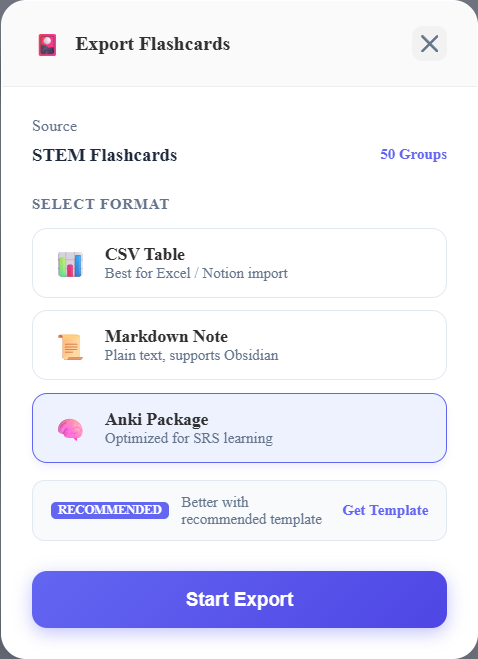 Export Flashcards
Source
STEM Flashcards
50 Groups
SELECT FORMAT
CSV Table
Best for Excel / Notion import
Markdown Note
Plain text, supports Obsidian
Anki Package
Optimized for SRS learning
RECOMMENDED
Better with
recommended template
Get Template
Start Export